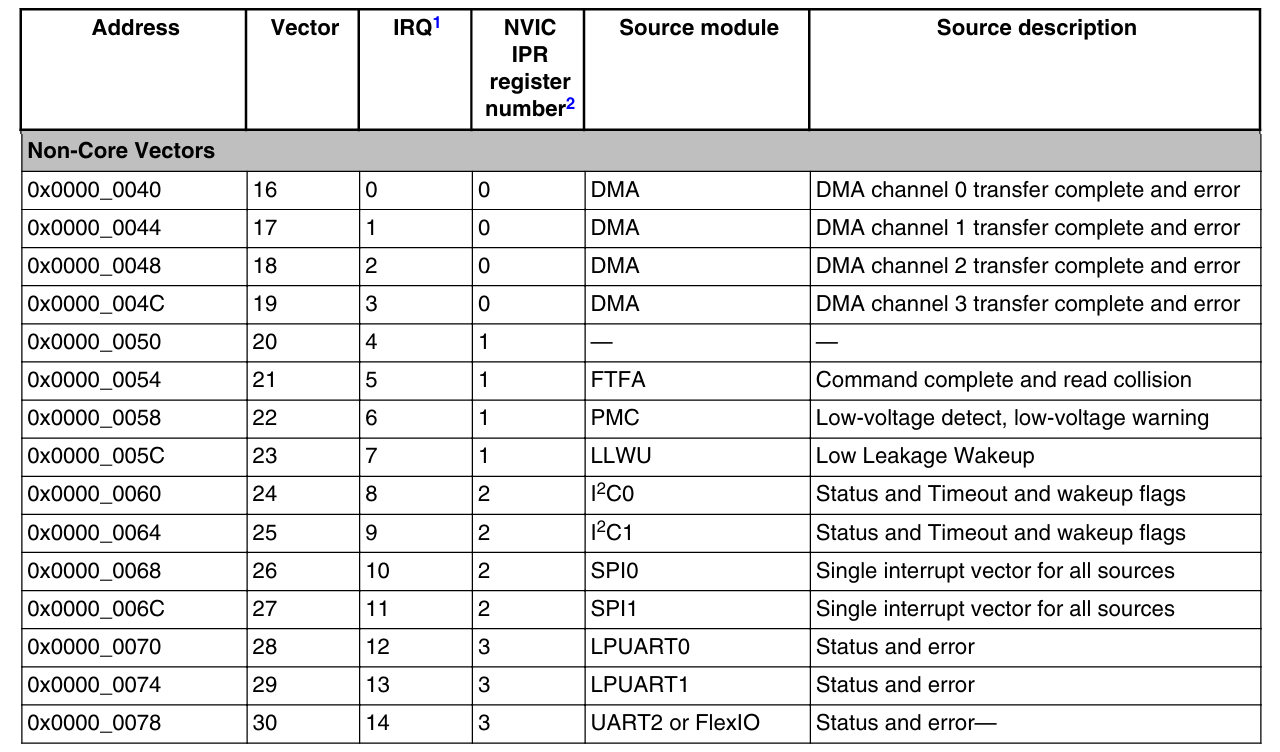 Address Vector IRQ1 NVIC IPR register number2 Source module Source description
Non-Core Vectors
0x0000_0040 16 0 0 DMA DMA channel 0 transfer complete and error
0x0000_0044 17 1 0 DMA DMA channel 1 transfer complete and error
0x0000_0048 18 2 0 DMA DMA channel 2 transfer complete and error
0x0000_004C 19 3 0 DMA DMA channel 3 transfer complete and error
0x0000_0050 20 4 1 — —
0x0000_0054 21 5 1 FTFA Command complete and read collision
0x0000_0058 22 6 1 PMC Low-voltage detect, low-voltage warning
0x0000_005C 23 7 1 LLWU Low Leakage Wakeup
0x0000_0060 24 8 2 I2C0 Status and Timeout and wakeup flags
0x0000_0064 25 9 2 I2C1 Status and Timeout and wakeup flags
0x0000_0068 26 10 2 SPI0 Single interrupt vector for all sources
0x0000_006C 27 11 2 SPI1 Single interrupt vector for all sources
0x0000_0070 28 12 3 LPUART0 Status and error
0x0000_0074 29 13 3 LPUART1 Status and error
0x0000_0078 30 14 3 UART2 or FlexIO Status and error—